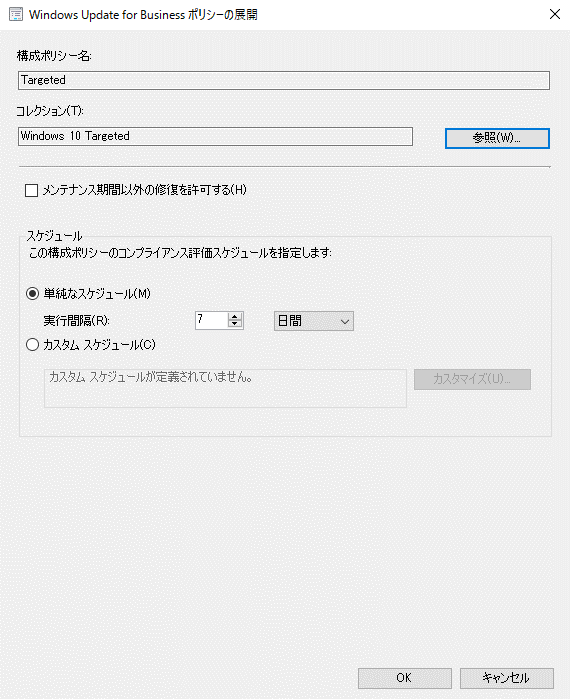 Windows Update for Business ポリシーの展開
構成ポリシー名:
Targeted
コレクション(T):
Windows 10 Targeted
参照(W)...
メンテナンス期間以外の修復を許可する(H)
スケジュール
この構成ポリシーのコンプライアンス評価スケジュールを指定します:
単純なスケジュール(M)
実行間隔(R):
7
日間
カスタム スケジュール(C)
カスタム スケジュールが定義されていません。
カスタマイズ(U)...
OK
キャンセル